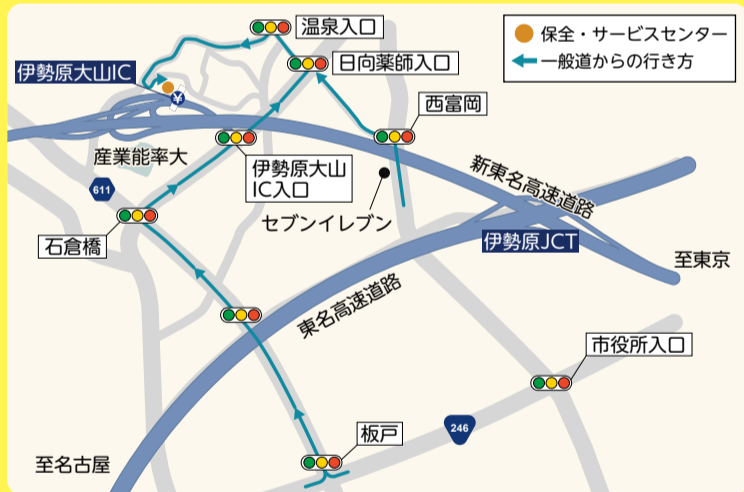 温泉入口
保全・サービスセンター
一般道からの行き方
日向薬師入口
伊勢原大山IC
¥
西富岡
産業能率大
伊勢原大山
IC入口
新東名高速道路
611
セブンイレブン
石倉橋
伊勢原JCT
至東京
東名高速道路
市役所入口
246
板戸
至名古屋